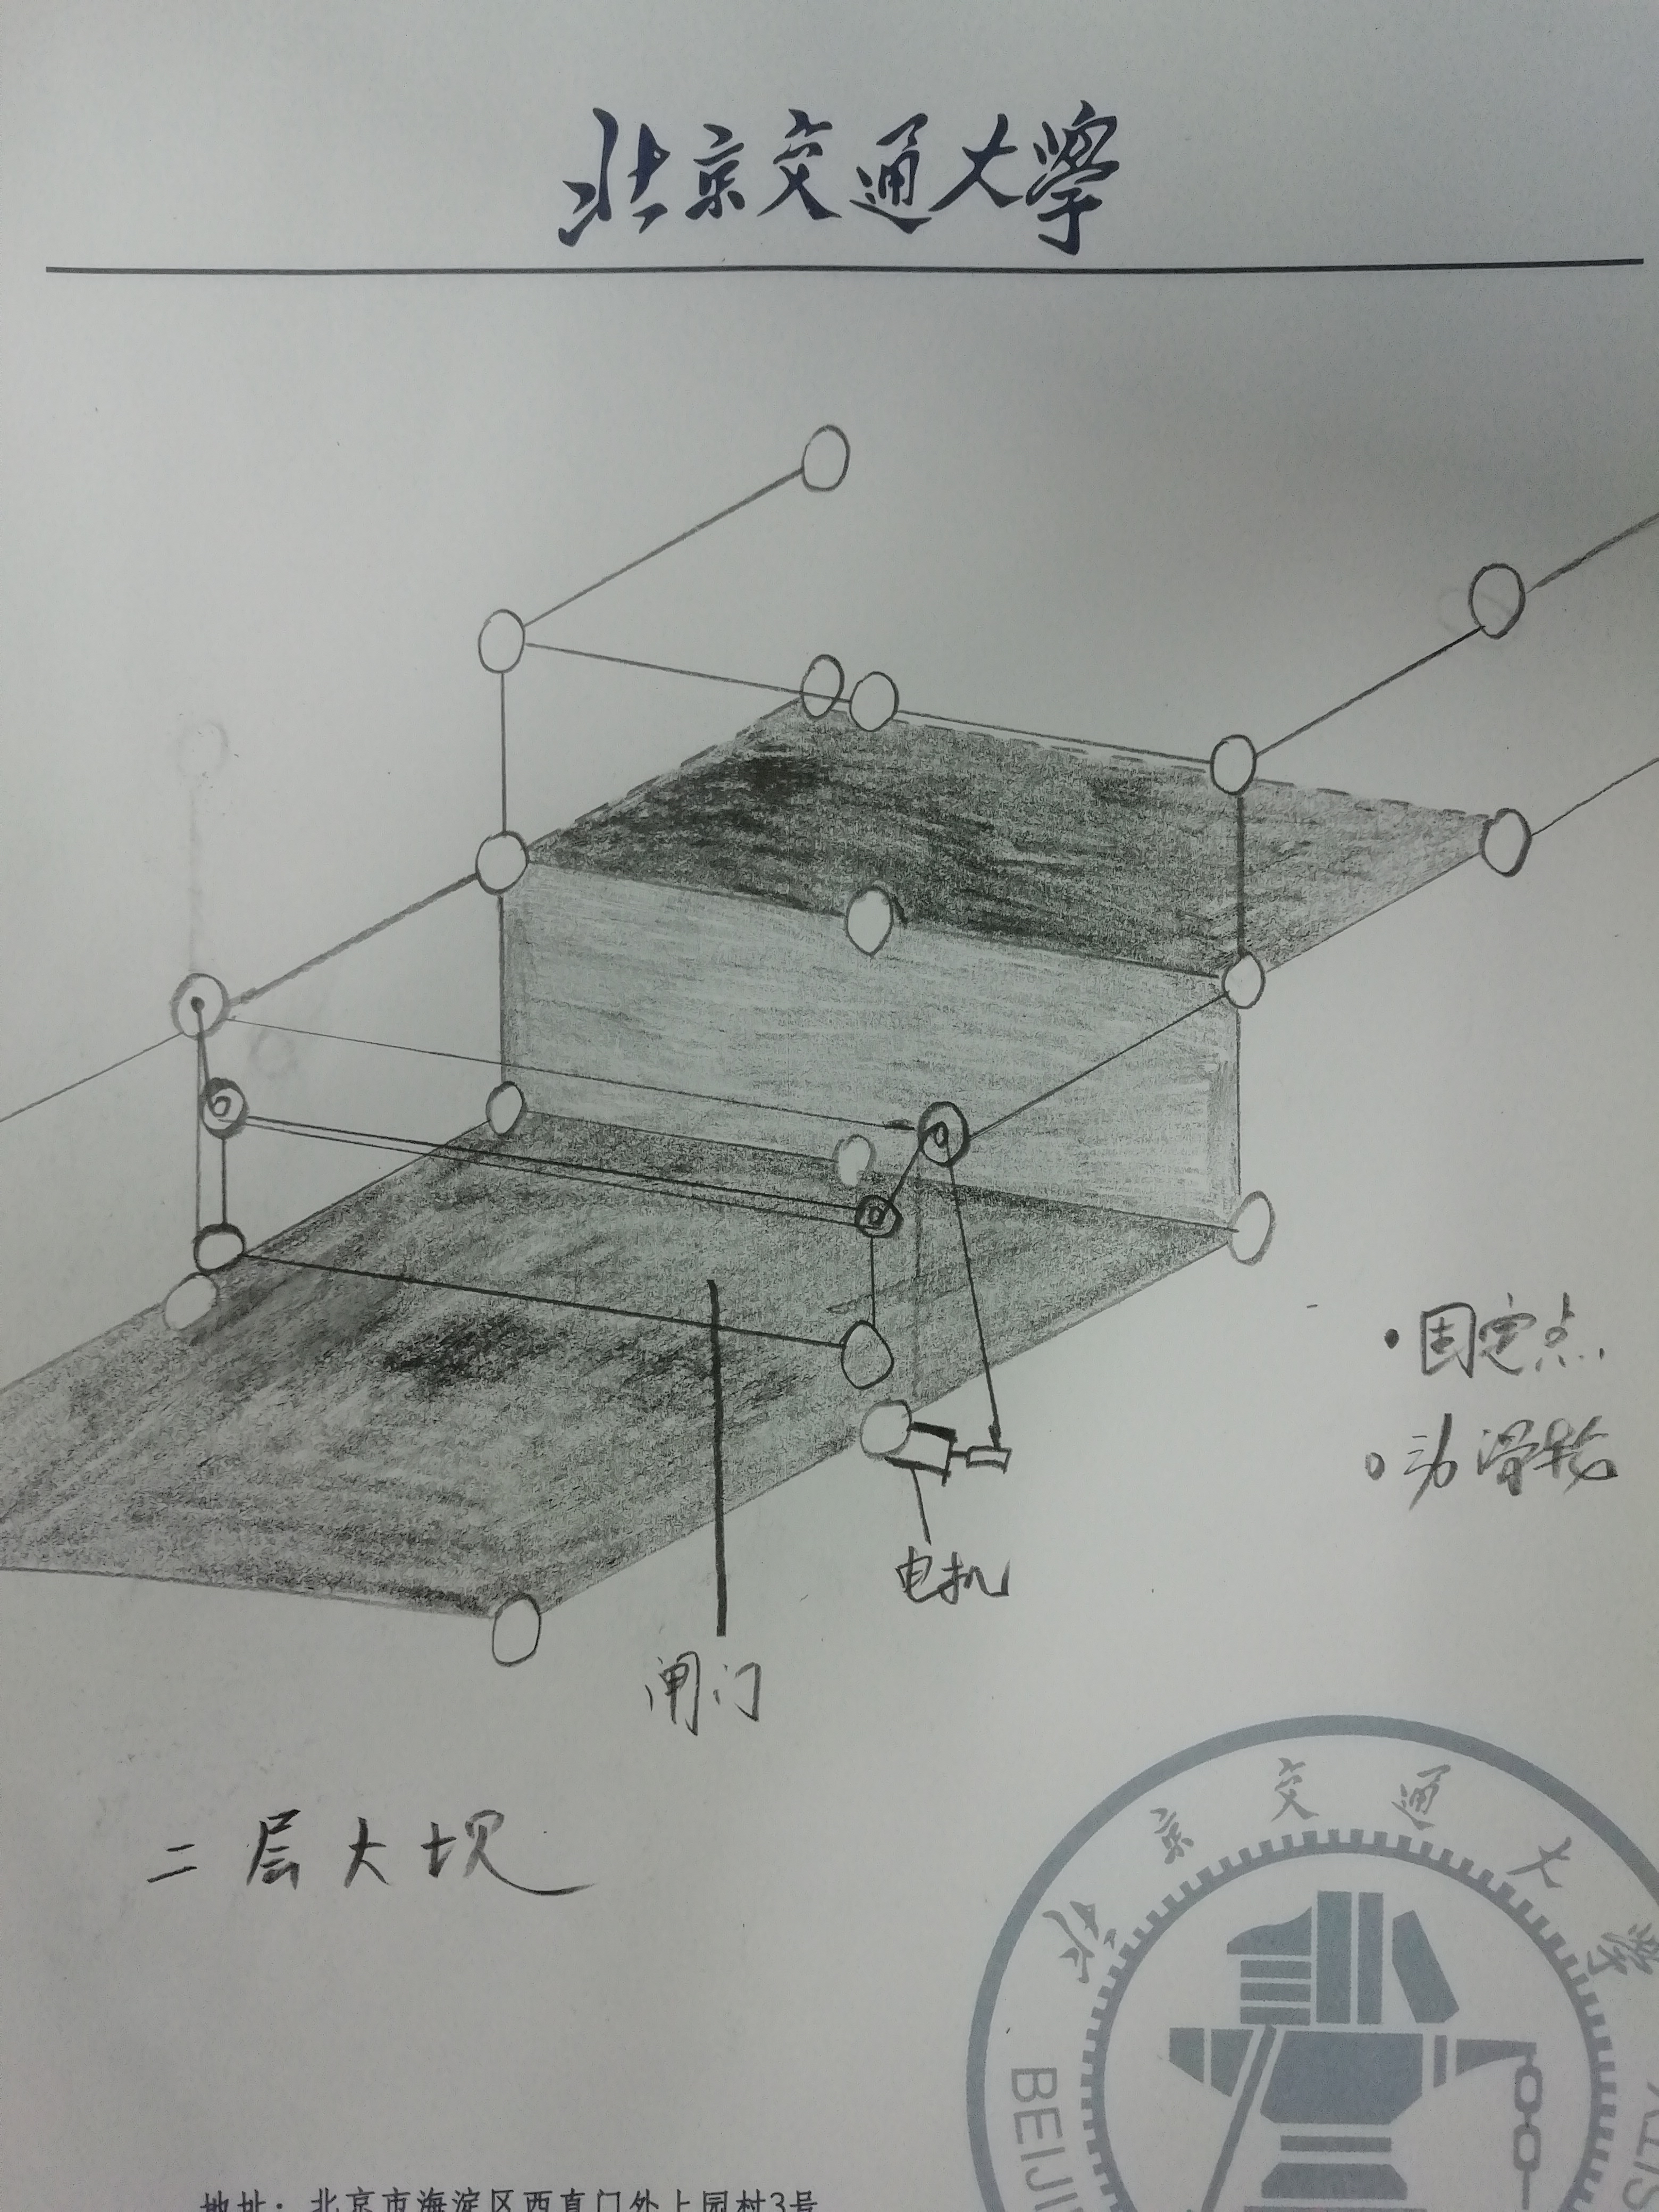 北京交通大學
•固定点
○动滑轮
电机
闸门
二层大坝
北京交通大学
BEIJI
地址：北京市海淀区西直门外上园村3号